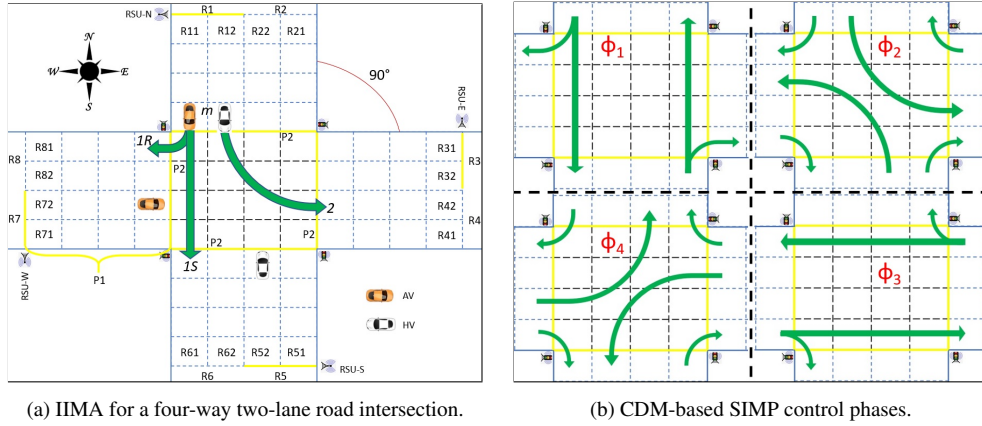 RSU-N
R1
R2
R11
R12
R22
R21
N
W
E
S
90°
RSU-E
m
P2
1R
R81
R8
R82
P2
R72
R7
R71
R31
R3
R32
R42
R4
R41
2
P2
P2
1S
RSU-W
P1
AV
HV
R61
R62
R52
R51
RSU-S
R6
R5
(a) IIMA for a four-way two-lane road intersection.
ϕ1
ϕ2
ϕ4
ϕ3
(b) CDM-based SIMP control phases.